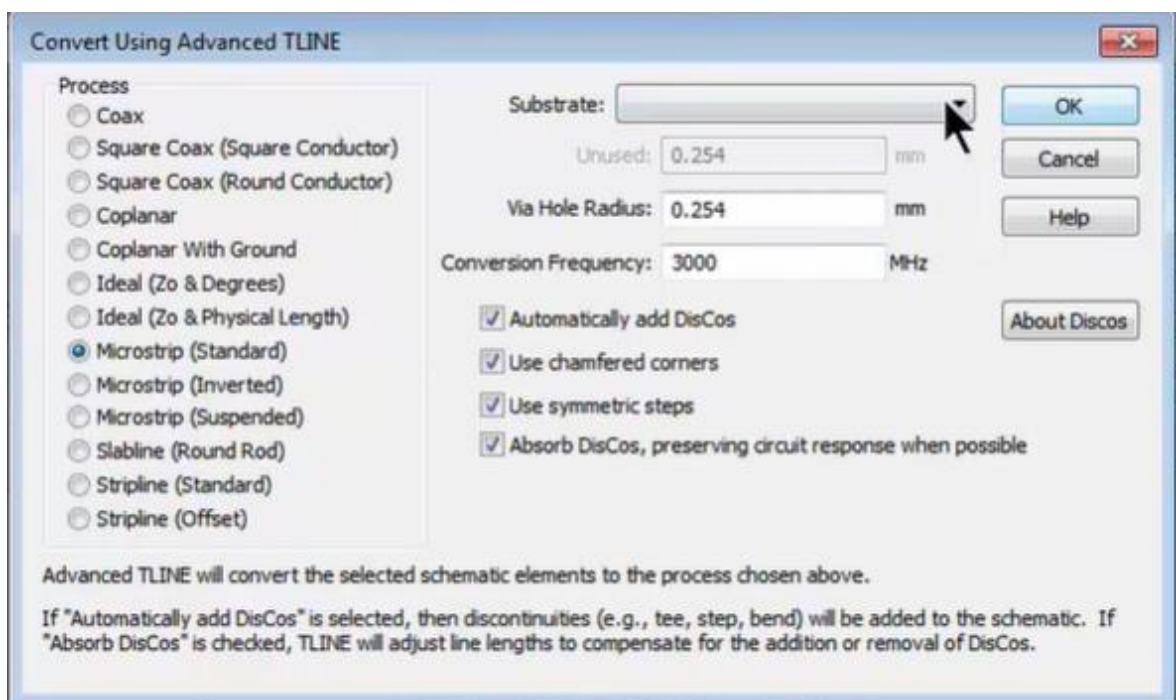 Convert Using Advanced TLINE
Process
Coax
Square Coax (Square Conductor)
Square Coax (Round Conductor)
Coplanar
Coplanar With Ground
Ideal (Zo & Degrees)
Ideal (Zo & Physical Length)
Microstrip (Standard)
Microstrip (Inverted)
Microstrip (Suspended)
Slabline (Round Rod)
Stripline (Standard)
Stripline (Offset)
Substrate:
Unused: 0.254 mm
Via Hole Radius: 0.254 mm
Conversion Frequency: 3000 MHz
Automatically add DisCos
Use chamfered corners
Use symmetric steps
Absorb DisCos, preserving circuit response when possible
OK
Cancel
Help
About Discos
Advanced TLINE will convert the selected schematic elements to the process chosen above.
If "Automatically add DisCos" is selected, then discontinuities (e.g., tee, step, bend) will be added to the schematic. If
"Absorb DisCos" is checked, TLINE will adjust line lengths to compensate for the addition or removal of DisCos.